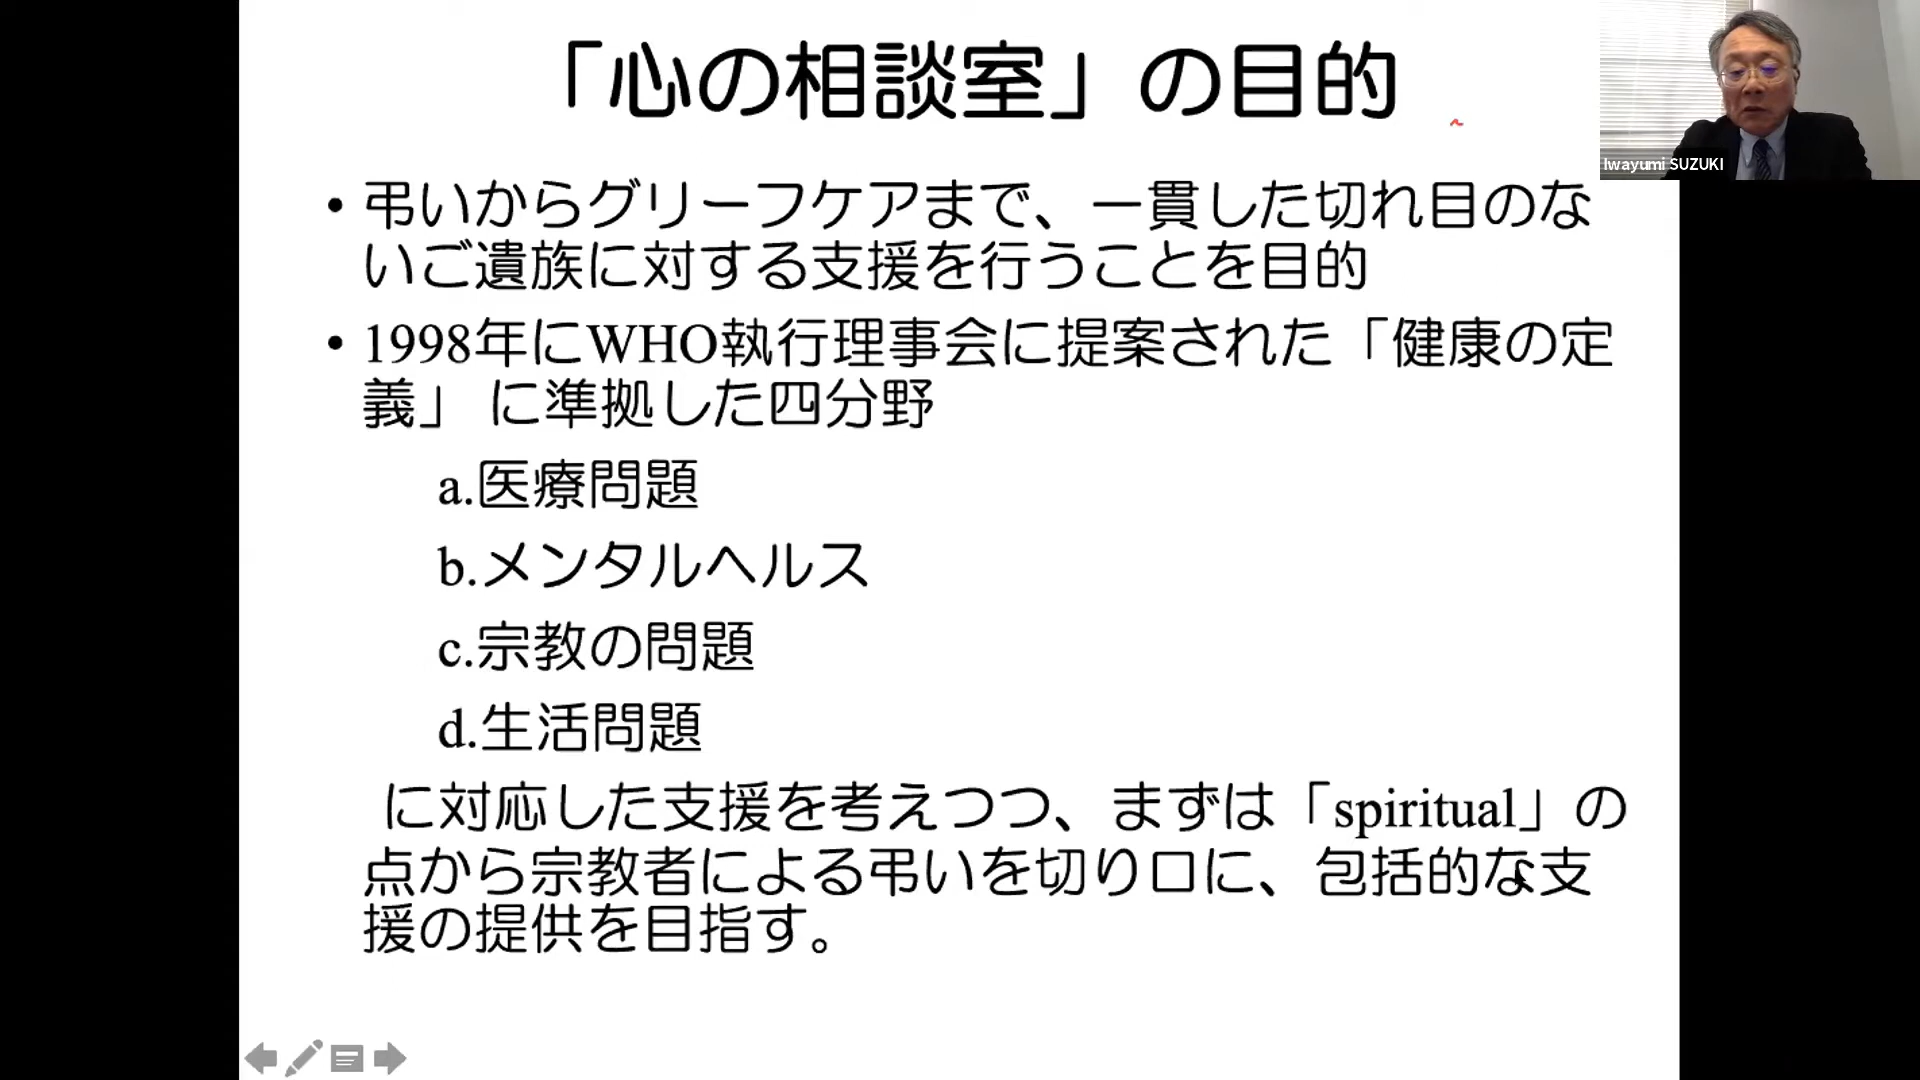 「心の相談室」の目的
Iwayumi SUZUKI
• 弔いからグリーフケアまで、一貫した切れ目のな
いご遺族に対する支援を行うことを目的
• 1998年にWHO執行理事会に提案された「健康の定
義」 に準拠した四分野
a.医療問題
b.メンタルヘルス
c.宗教の問題
d.生活問題
に対応した支援を考えつつ、まずは「spiritual」の
点から宗教者による弔いを切り口に、包括的な支
援の提供を目指す。